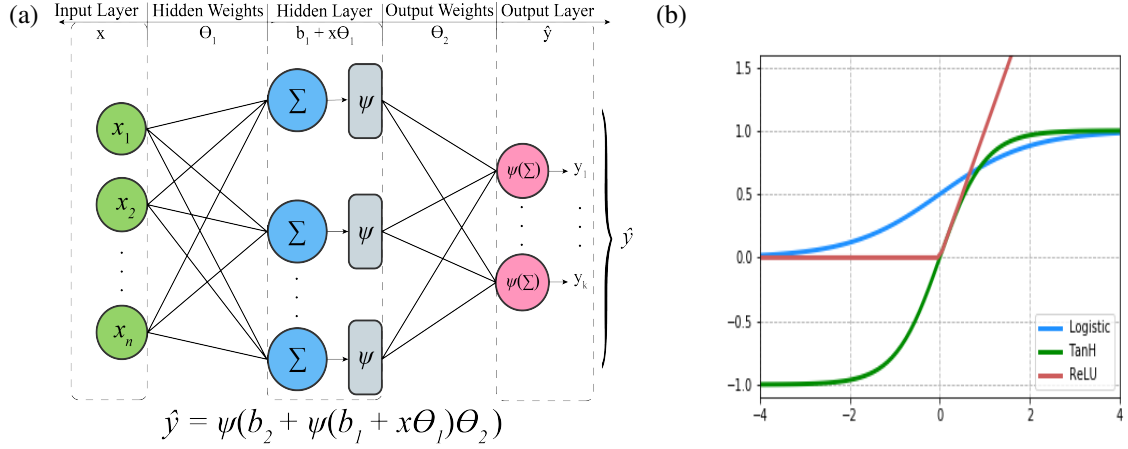 (a)
Input Layer Hidden Weights Hidden Layer Output Weights Output Layer
x Θ₁ b₁ + xΘ₁ Θ₂ ŷ
x₁
x₂
xₙ
Σ ψ
Σ ψ
Σ ψ
ψ(Σ) y₁
ψ(Σ) yₖ
ŷ
ŷ = ψ(b₂ + ψ(b₁ + xΘ₁)Θ₂)
(b)
1.5
1.0
0.5
0.0
−0.5
−1.0
−4 −2 0 2 4
Logistic
TanH
ReLU